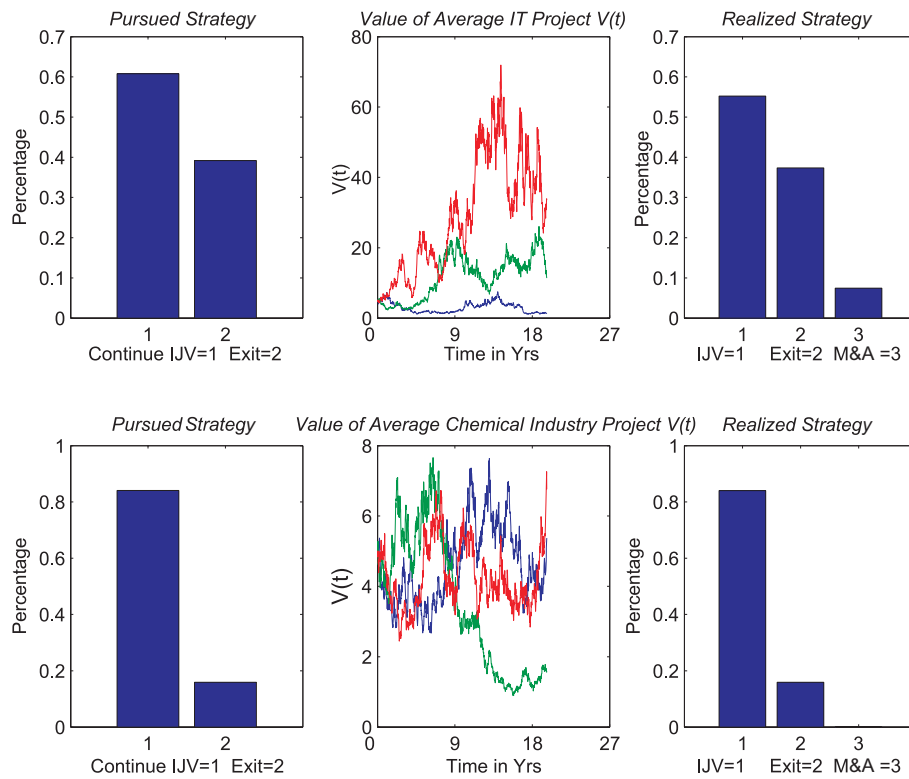 Pursued Strategy
Percentage
0.7
0.6
0.5
0.4
0.3
0.2
0.1
0
1 2
Continue IJV=1 Exit=2
Value of Average IT Project V(t)
V(t)
80
60
40
20
0
0 9 18 27
Time in Yrs
Realized Strategy
Percentage
0.7
0.6
0.5
0.4
0.3
0.2
0.1
0
1 2 3
IJV=1 Exit=2 M&A =3
Pursued Strategy
Percentage
1
0.8
0.6
0.4
0.2
0
1 2
Continue IJV=1 Exit=2
Value of Average Chemical Industry Project V(t)
V(t)
8
6
4
2
0
0 9 18 27
Time in Yrs
Realized Strategy
Percentage
1
0.8
0.6
0.4
0.2
0
1 2 3
IJV=1 Exit=2 M&A =3